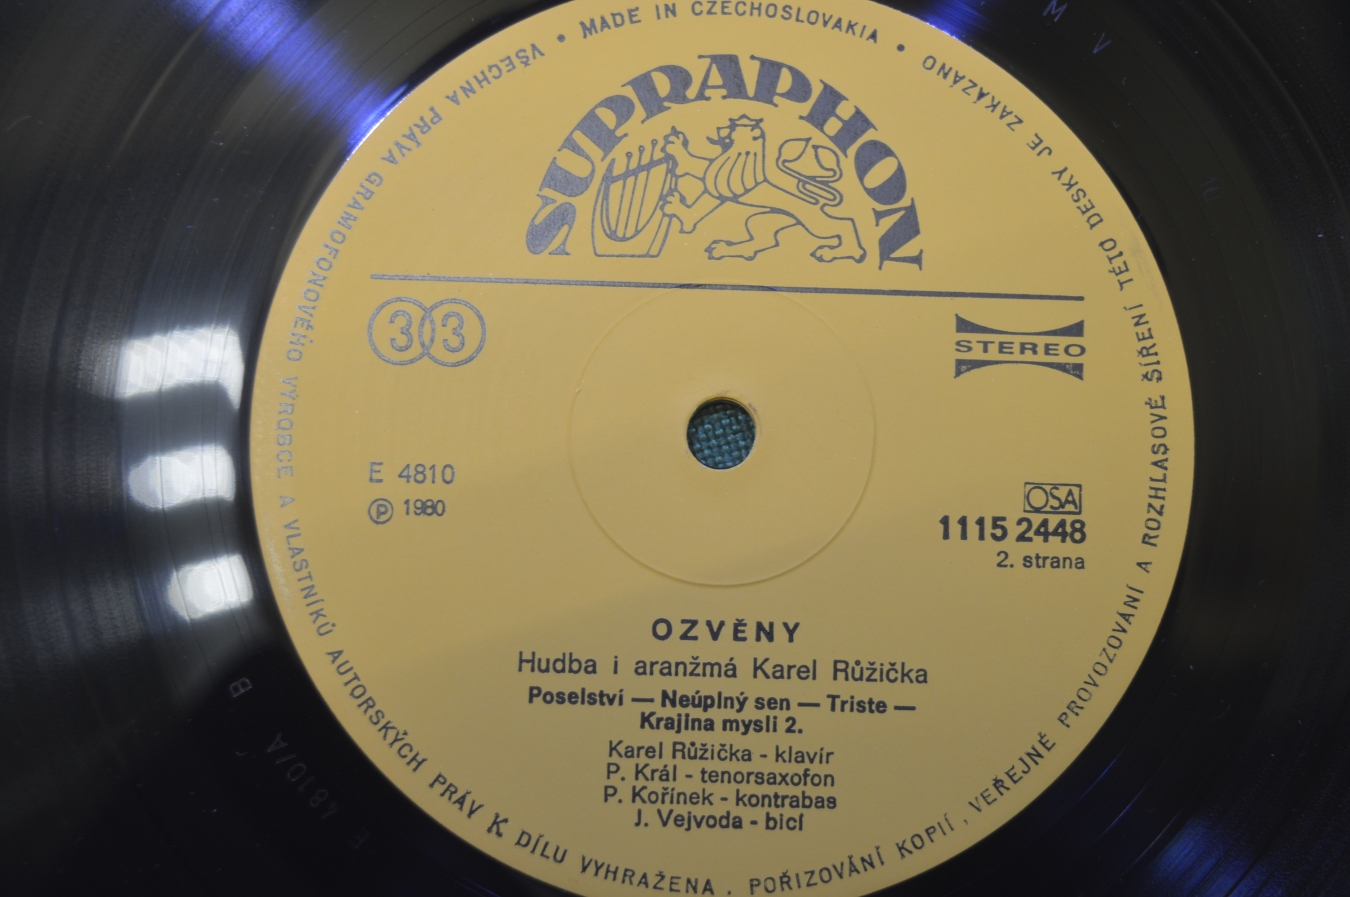 MADE IN CZECHOSLOVAKIA • VŠECHNA PRÁVA GRAMOFONOVÉHO VÝROBCE A VLASTNÍKŮ AUTORSKÝCH PRÁV K DÍLU VYHRAŽENA . POŘIZOVÁNÍ KOPIÍ , VEŘEJNÉ PROVOZOVÁNÍ A ROZHLASOVÉ ŠÍŘENÍ TÉTO DESKY JE ZAKÁZÁNO •
SUPRAPHON
33
STEREO
E 4810
Ⓟ 1980
OSA
1115 2448
2. strana
OZVĚNY
Hudba i aranžmá Karel Růžička
Poselství — Neúplný sen — Triste —
Krajina mysli 2.
Karel Růžička - klavír
P. Král - tenorsaxofon
P. Kořínek - kontrabas
J. Vejvoda - bicí
E 4810/A
B
M V